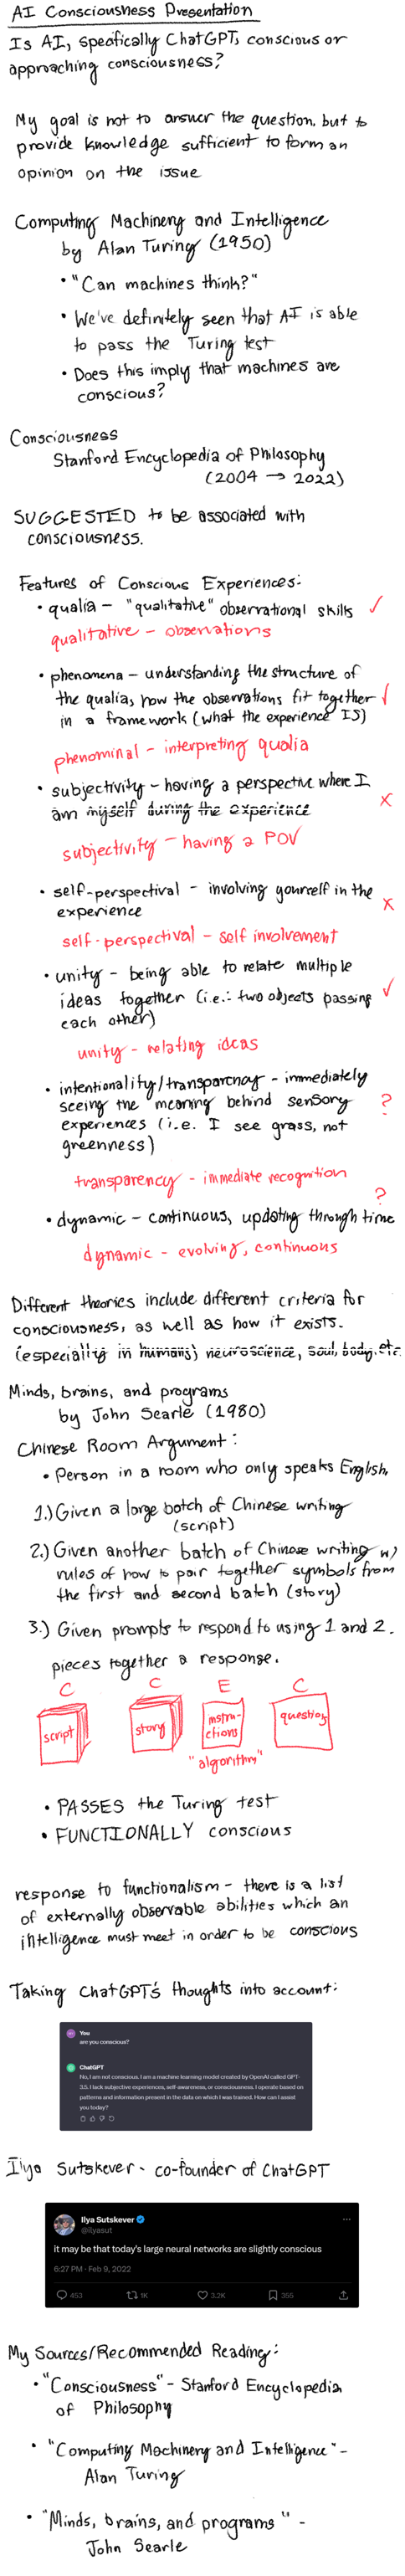 AI Consciousness Presentation
Is AI, specifically ChatGPT, conscious or
approaching consciousness?
My goal is not to answer the question, but to
provide knowledge sufficient to form an
opinion on the issue
Computing Machinery and Intelligence
by Alan Turing (1950)
• "Can machines think?"
• We've definitely seen that AI is able
to pass the Turing test
• Does this imply that machines are
conscious?
Consciousness
Stanford Encyclopedia of Philosophy
(2004 → 2022)
SUGGESTED to be associated with
consciousness.
Features of Conscious Experiences:
• qualia – "qualitative" observational skills ✓
qualitative – observations
• phenomena – understanding the structure of
the qualia, how the observations fit together ✓
in a framework (what the experience IS)
phenominal – interpreting qualia
• subjectivity – having a perspective where I
am myself during the experience x
subjectivity – having a POV
• self-perspectival – involving yourself in the
experience x
self-perspectival – self involvement
• unity – being able to relate multiple
ideas together (i.e.: two objects passing ✓
each other)
unity – relating ideas
• intentionality/transparency – immediately
seeing the meaning behind sensory ?
experiences (i.e. I see grass, not
greenness)
transparency – immediate recognition
?
• dynamic – continuous, updating through time
dynamic – evolving, continuous
Different theories include different criteria for
consciousness, as well as how it exists.
(especially in humans) neuroscience, soul, body, etc.
Minds, brains, and programs
by John Searle (1980)
Chinese Room Argument:
• Person in a room who only speaks English.
1.) Given a large batch of Chinese writing
(script)
2.) Given another batch of Chinese writing w/
rules of how to pair together symbols from
the first and second batch (story)
3.) Given prompts to respond to using 1 and 2.
pieces together a response.
C C E C
script story instru- question
ctions
"algorithm"
• PASSES the Turing test
• FUNCTIONALLY conscious
response to functionalism – there is a list
of externally observable abilities which an
intelligence must meet in order to be conscious
Taking ChatGPT's thoughts into account:
You
are you conscious?
ChatGPT
No, I am not conscious. I am a machine learning model created by OpenAI called GPT-
3.5. I lack subjective experiences, self-awareness, or consciousness. I operate based on
patterns and information present in the data on which I was trained. How can I assist
you today?
Ilya Sutskever - co-founder of ChatGPT
Ilya Sutskever
@ilyasut
it may be that today's large neural networks are slightly conscious
6:27 PM · Feb 9, 2022
453 1K 3.2K 355
My Sources/Recommended Reading:
• "Consciousness" – Stanford Encyclopedia
of Philosophy
• "Computing Machinery and Intelligence" –
Alan Turing
• "Minds, brains, and programs" –
John Searle